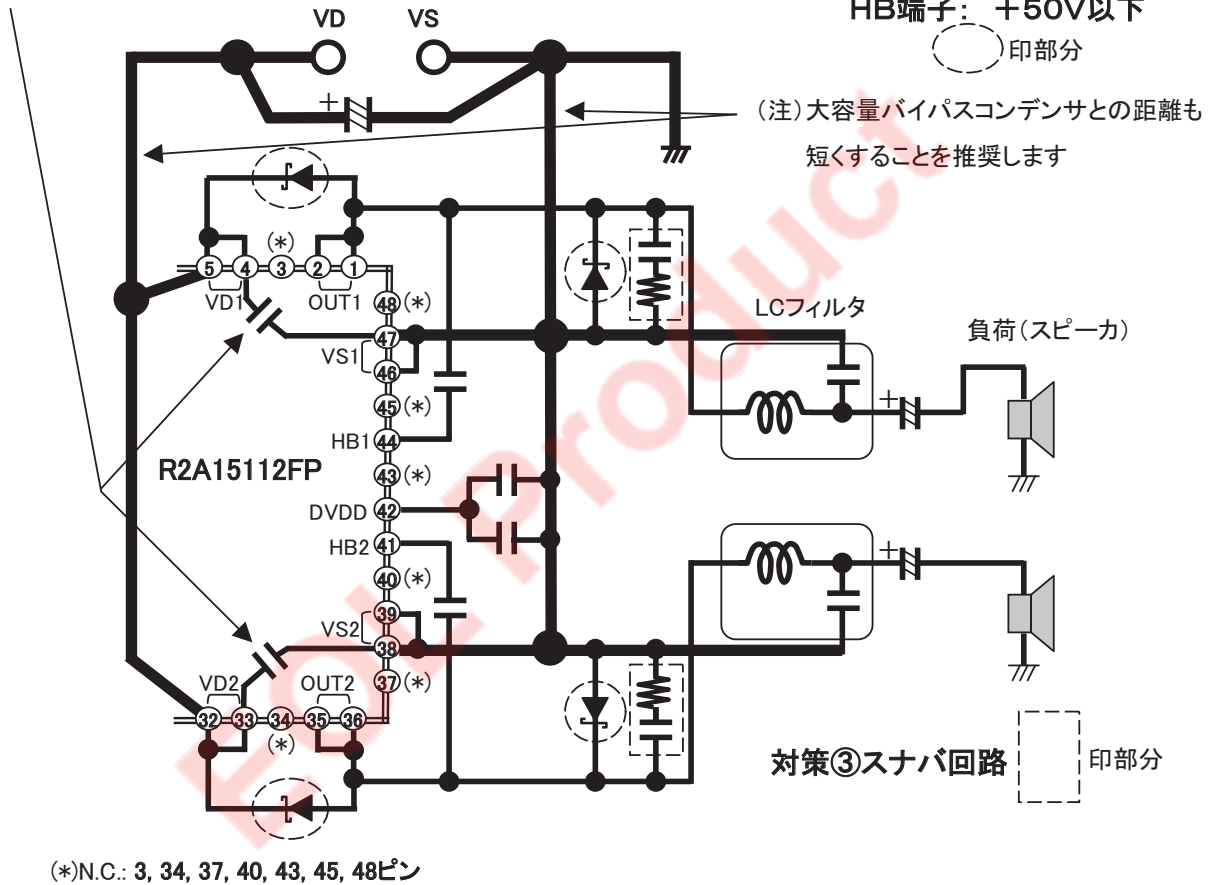 HB端子: +50V以下
印部分
VD VS
+
(注)大容量バイパスコンデンサとの距離も
短くすることを推奨します
(*)
5 4 3 2 1
VD1 OUT1
48 (*)
47
VS1
46
45 (*)
HB1 44
43 (*)
R2A15112FP
DVDD 42
HB2 41
40 (*)
39
VS2
38
37 (*)
VD2 OUT2
32 33 34 35 36
(*)
LCフィルタ
負荷(スピーカ)
+
+
対策③スナバ回路 印部分
(*)N.C.: 3, 34, 37, 40, 43, 45, 48ピン
EOL Product